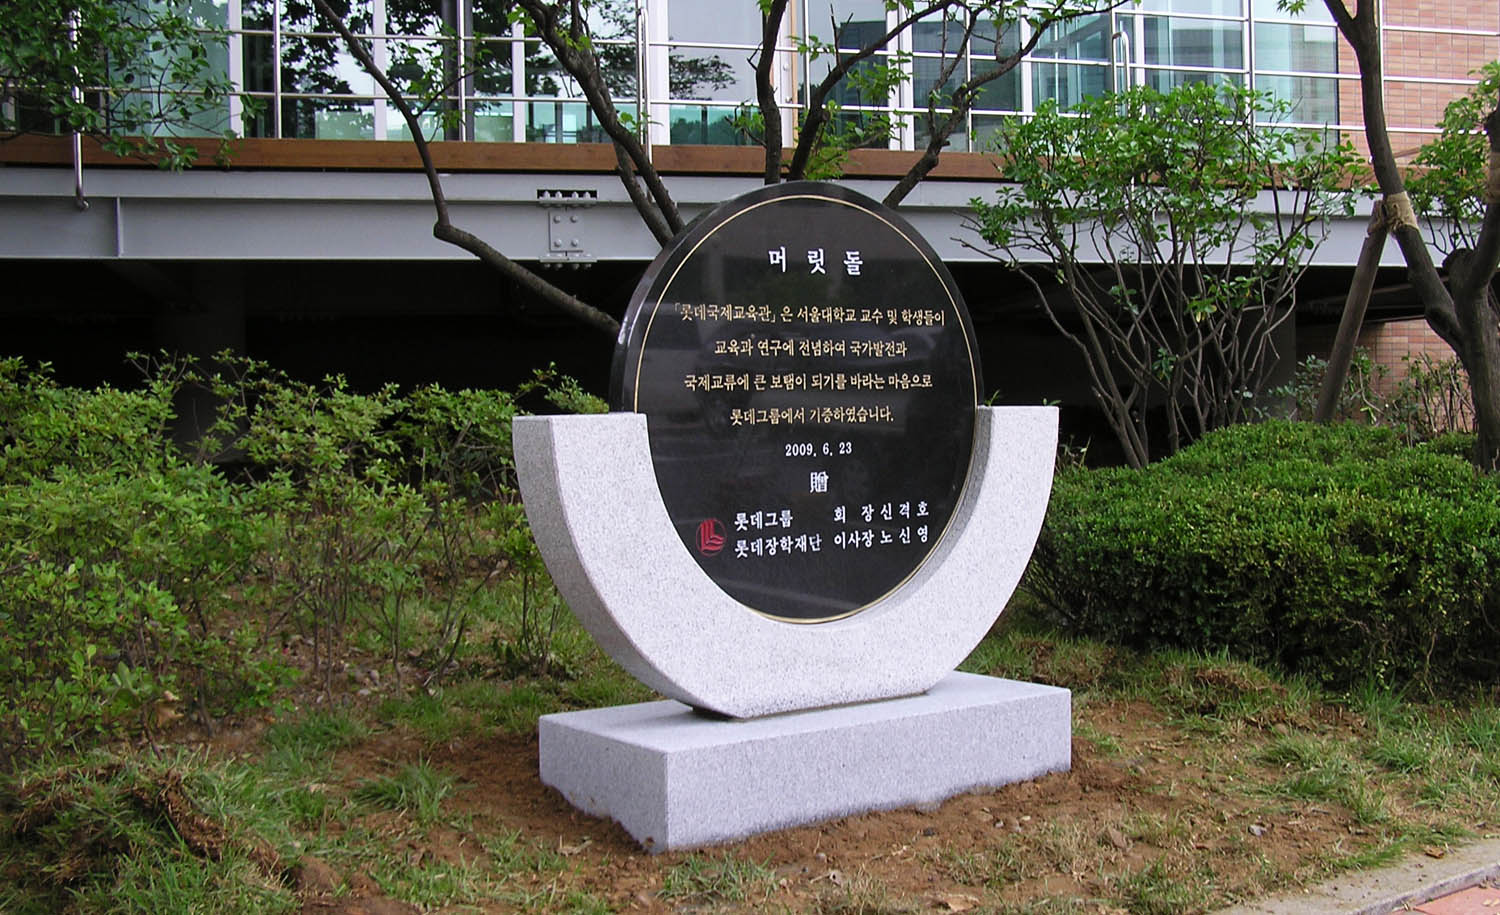 머릿돌
「롯데국제교육관」은 서울대학교 교수 및 학생들이
교육과 연구에 전념하여 국가발전과
국제교류에 큰 보탬이 되기를 바라는 마음으로
롯데그룹에서 기증하였습니다.
2009. 6. 23
贈
롯데그룹 회 장 신 격 호
롯데장학재단 이사장 노 신 영